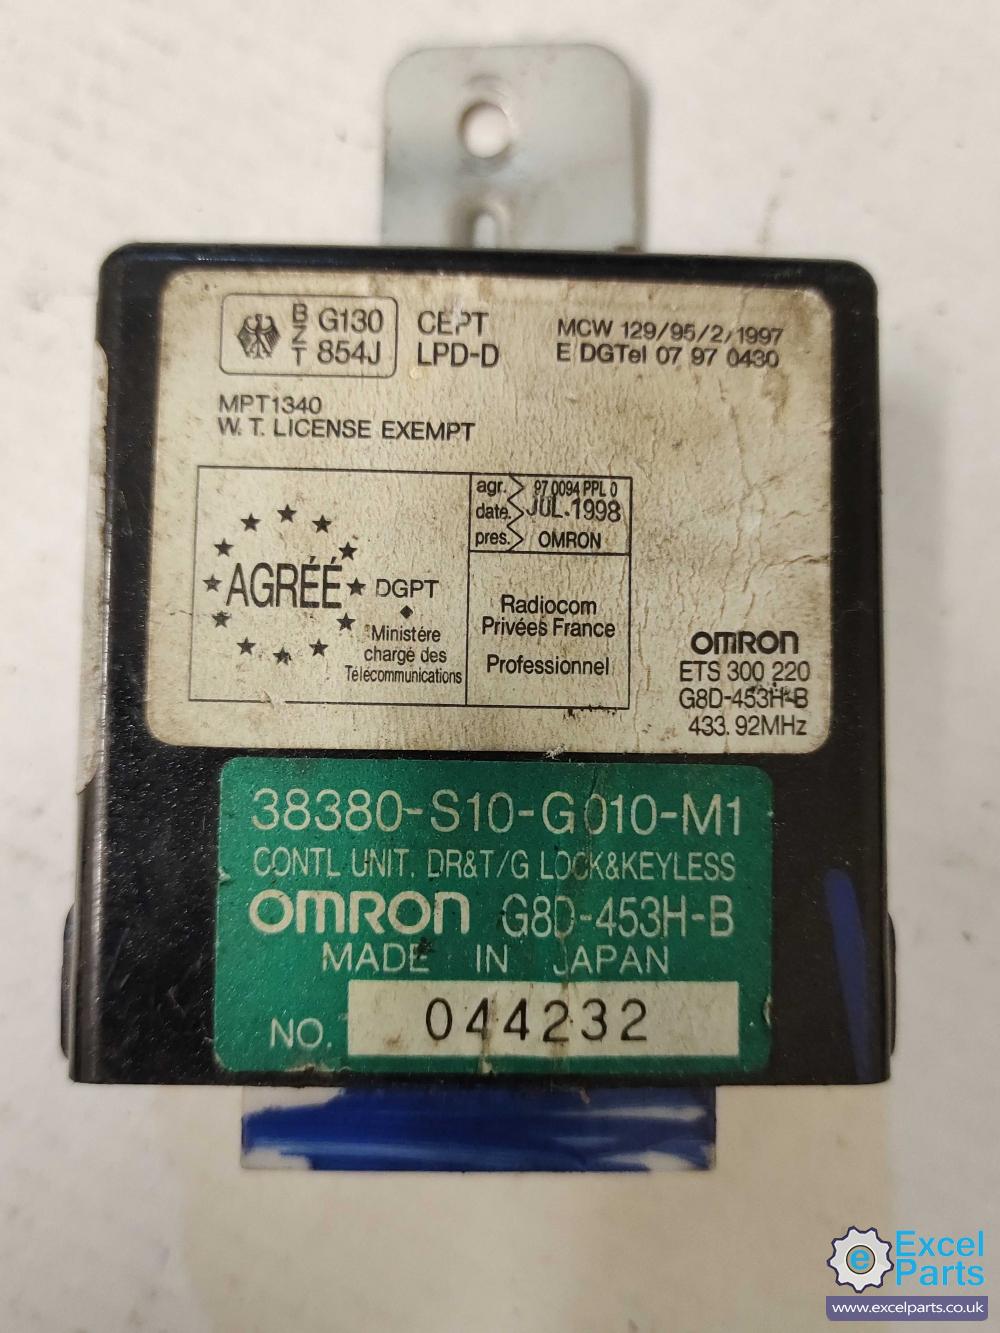 BZT G130 854J
CEPT
LPD-D
MCW 129/95/2/1997
E DGTel 07 97 0430
MPT1340
W. T. LICENSE EXEMPT
AGRÉÉ
DGPT
Ministére
chargé des
Télécommunications
agr. 97 0094 PPL 0
date. JUL.1998
pres. OMRON
Radiocom
Privées France
Professionnel
OMRON
ETS 300 220
G8D-453H-B
433.92MHz
38380-S10-G010-M1
CONTL UNIT. DR&T/G LOCK&KEYLESS
OMRON G8D-453H-B
MADE IN JAPAN
NO. 044232
e Excel
Parts
www.excelparts.co.uk